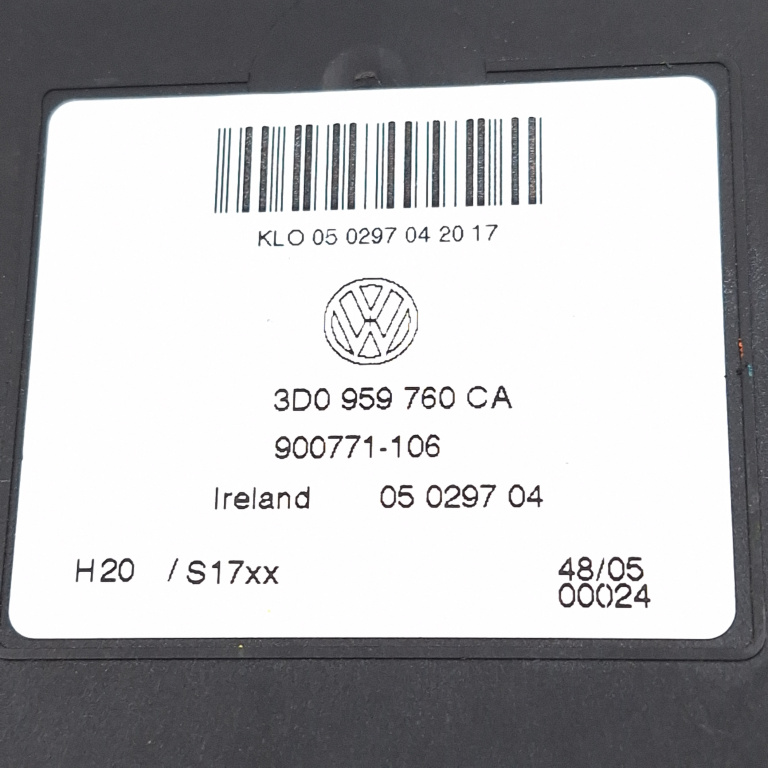 KLO 05 0297 04 20 17
VW
3D0 959 760 CA
900771-106
Ireland 05 0297 04
H20 / S17xx 48/05
00024